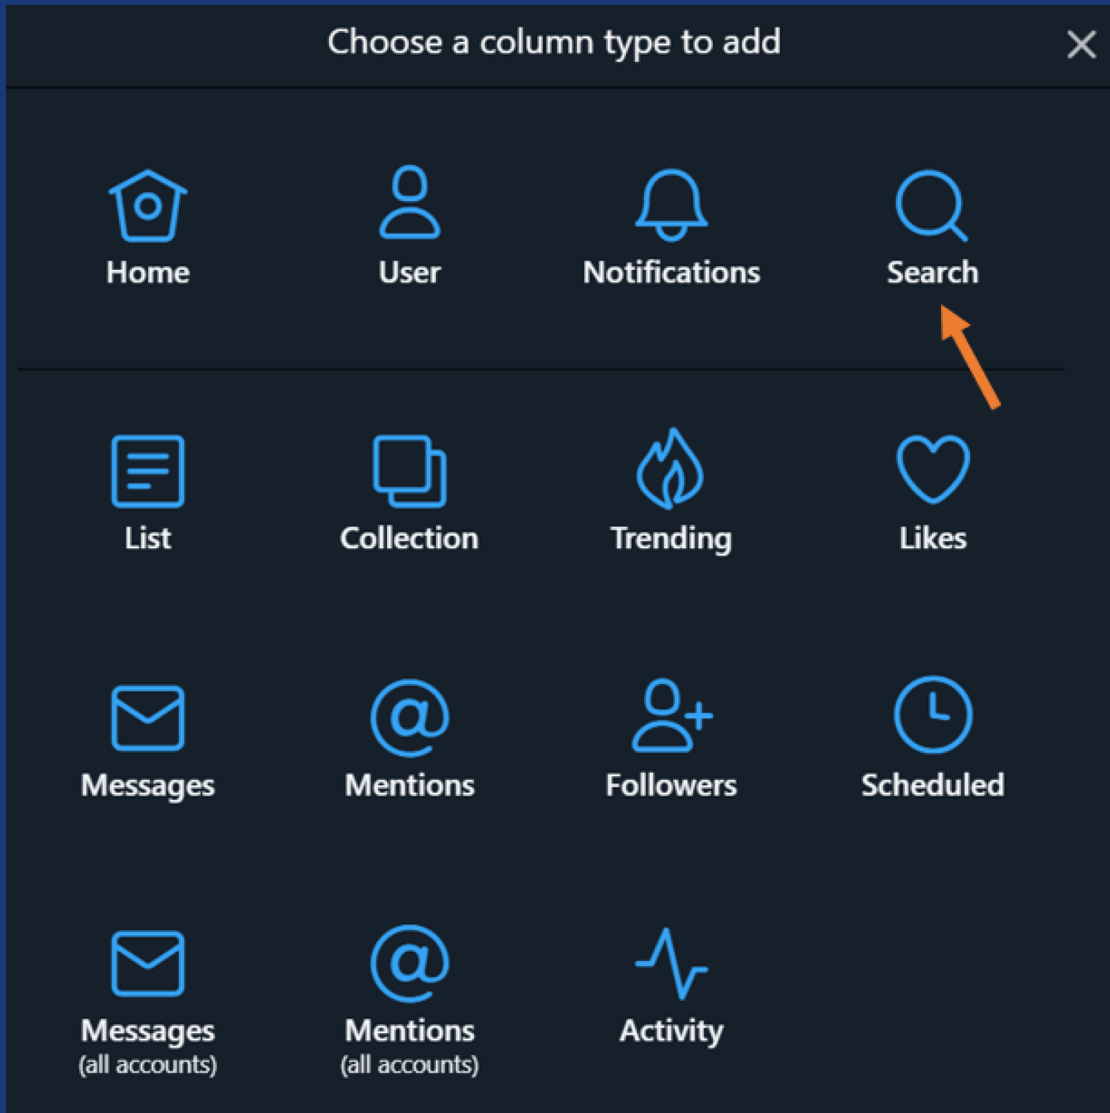 Choose a column type to add
Home
User
Notifications
Search
List
Collection
Trending
Likes
Messages
Mentions
Followers
Scheduled
Messages
(all accounts)
Mentions
(all accounts)
Activity